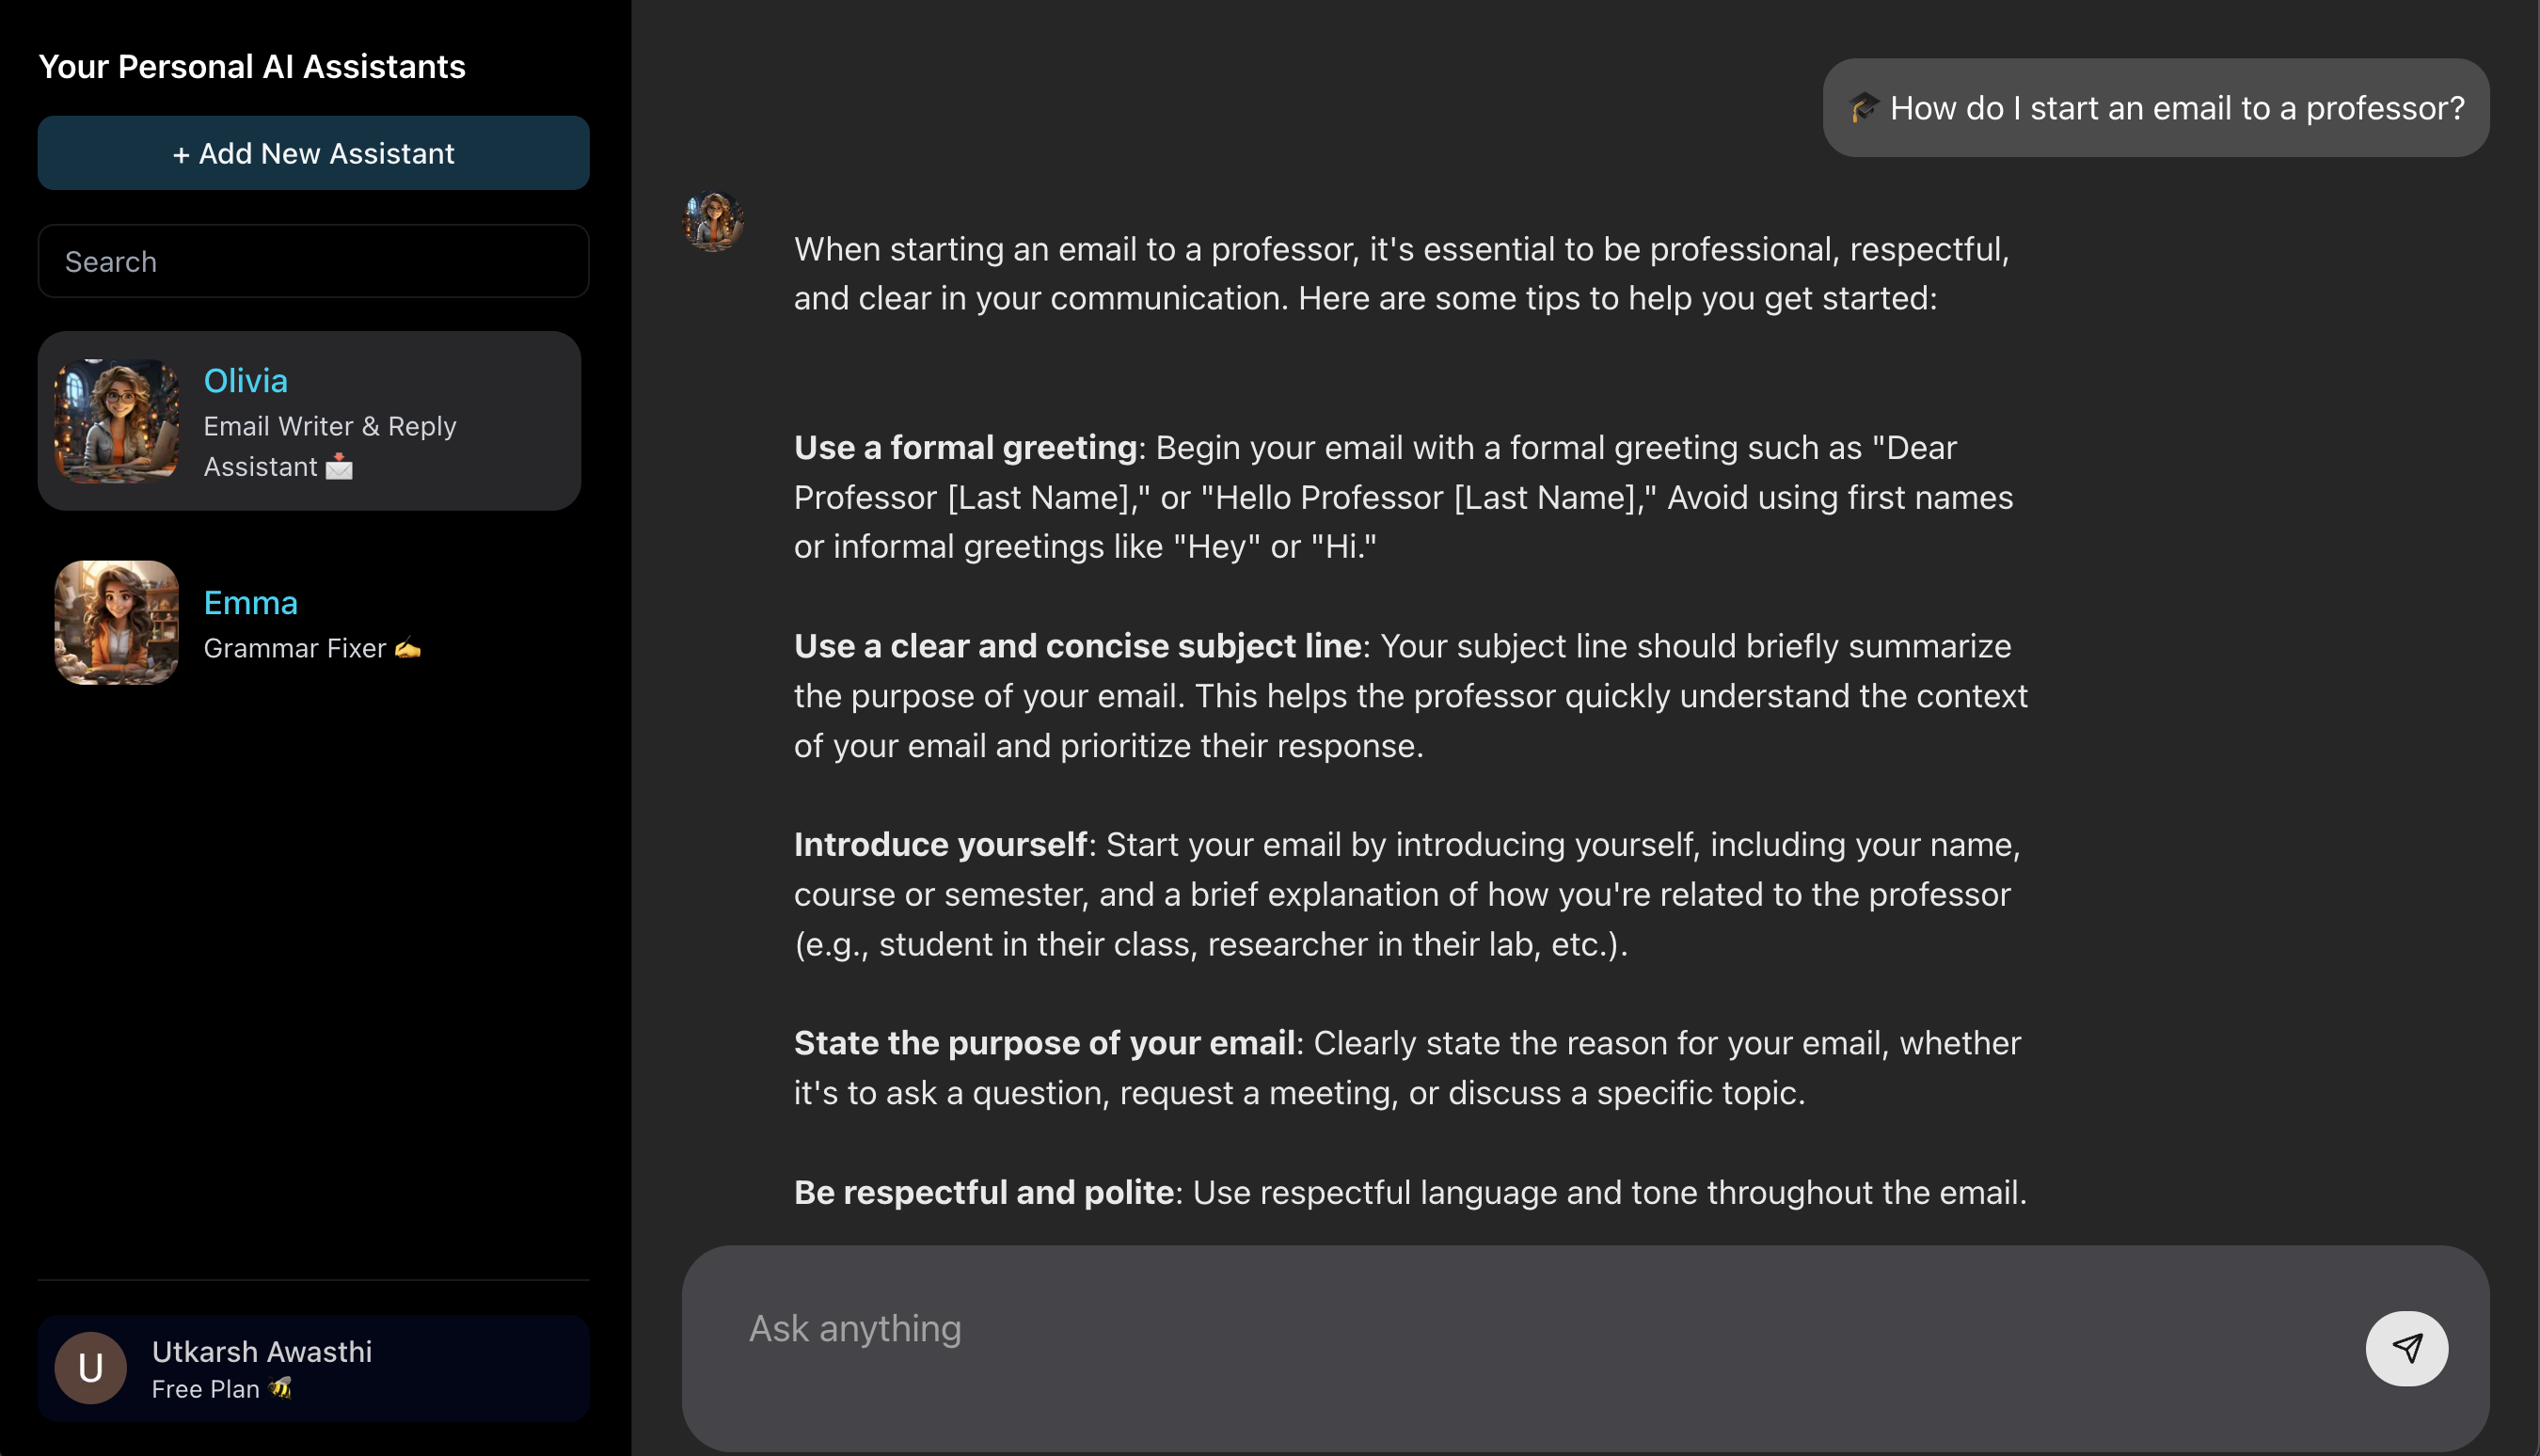 Your Personal AI Assistants
+ Add New Assistant
Search
Olivia
Email Writer & Reply
Assistant 📩
Emma
Grammar Fixer ✍️
Utkarsh Awasthi
U
Free Plan 🐝
🎓 How do I start an email to a professor?
When starting an email to a professor, it's essential to be professional, respectful,
and clear in your communication. Here are some tips to help you get started:
Use a formal greeting: Begin your email with a formal greeting such as "Dear
Professor [Last Name]," or "Hello Professor [Last Name]," Avoid using first names
or informal greetings like "Hey" or "Hi."
Use a clear and concise subject line: Your subject line should briefly summarize
the purpose of your email. This helps the professor quickly understand the context
of your email and prioritize their response.
Introduce yourself: Start your email by introducing yourself, including your name,
course or semester, and a brief explanation of how you're related to the professor
(e.g., student in their class, researcher in their lab, etc.).
State the purpose of your email: Clearly state the reason for your email, whether
it's to ask a question, request a meeting, or discuss a specific topic.
Be respectful and polite: Use respectful language and tone throughout the email.
Ask anything